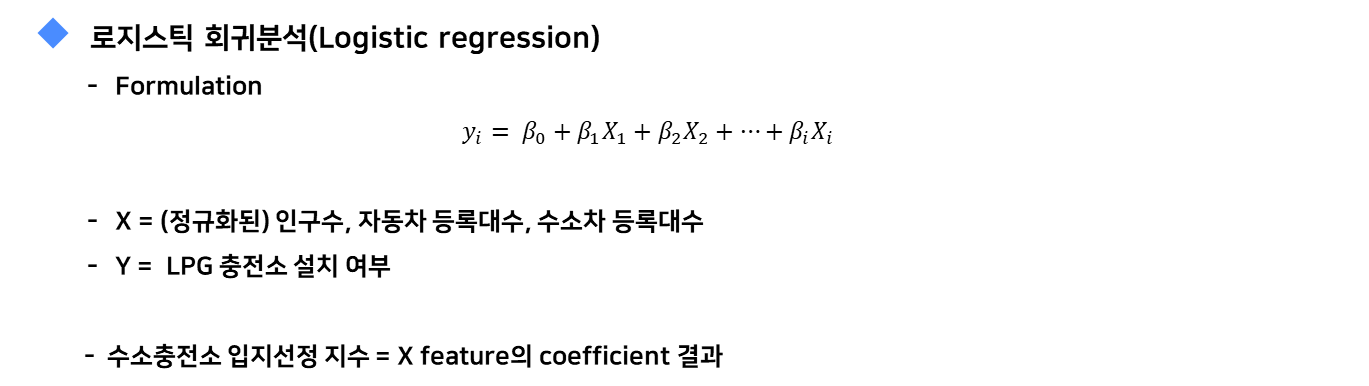 로지스틱 회귀분석(Logistic regression)
- Formulation
yᵢ = β₀ + β₁X₁ + β₂X₂ + ⋯ + βᵢXᵢ
- X = (정규화된) 인구수, 자동차 등록대수, 수소차 등록대수
- Y = LPG 충전소 설치 여부
- 수소충전소 입지선정 지수 = X feature의 coefficient 결과